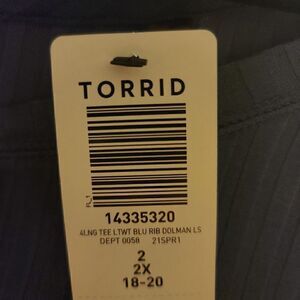 TORRID
14335320
4LNG TEE LTWT BLU RIB DOLMAN LS
DEPT 0058 21SPR1
2
2X
18-20